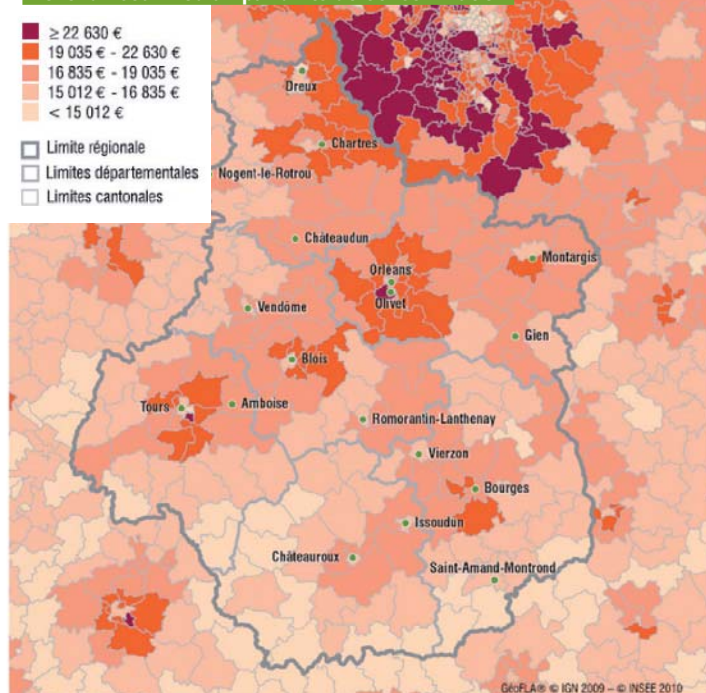 ≥ 22 630 €
19 035 € - 22 630 €
16 835 € - 19 035 €
15 012 € - 16 835 €
< 15 012 €
Limite régionale
Limites départementales
Limites cantonales
Dreux
Chartres
Nogent-le-Rotrou
Châteaudun
Montargis
Orléans
Olivet
Vendôme
Gien
Blois
Tours
Amboise
Romorantin-Lanthenay
Vierzon
Bourges
Issoudun
Châteauroux
Saint-Amand-Montrond
GéoFLA® © IGN 2009 – © INSEE 2010